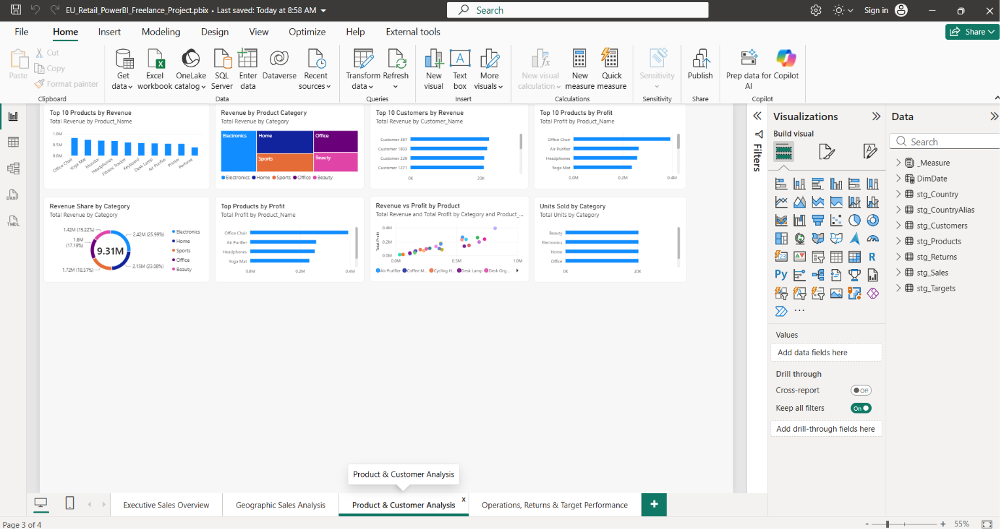 EU_Retail_PowerBI_Freelance_Project.pbix • Last saved: Today at 8:58 AM
Search
Sign in
File Home Insert Modeling Design View Optimize Help External tools
Share
Paste
Cut
Copy
Format painter
Get data
Excel workbook
OneLake catalog
SQL Server
Enter data
Dataverse
Recent sources
Transform data
Refresh
New visual
Text box
More visuals
New visual calculation
New measure
Quick measure
Sensitivity
Publish
Prep data for AI
Copilot
Clipboard
Data
Queries
Insert
Calculations
Sensitivity
Share
Copilot
DAX
TMDL
Top 10 Products by Revenue
Total Revenue by Product_Name
1.0M
0.5M
0.0M
Office Chair
Yoga Mat
Monitor
Headphones
Fitness Tracker
Keyboard
Desk Lamp
Air Purifier
Printer
Perfume
Revenue by Product Category
Total Revenue by Category
Electronics
Home
Sports
Office
Beauty
Electronics Home Sports Office Beauty
Top 10 Customers by Revenue
Total Revenue by Customer_Name
Customer 387
Customer 1803
Customer 229
Customer 1271
0K 20K
Top 10 Products by Profit
Total Profit by Product_Name
Office Chair
Air Purifier
Headphones
Yoga Mat
0.0M 0.2M 0.4M
Revenue Share by Category
Total Revenue by Category
1.42M (15.22%)
1.6M
(17.19%)
1.72M (18.51%)
9.31M
2.42M (25.99%)
2.15M (23.08%)
Electronics
Home
Sports
Office
Beauty
Top Products by Profit
Total Profit by Product_Name
Office Chair
Air Purifier
Headphones
Yoga Mat
0.0M 0.2M 0.4M
Revenue vs Profit by Product
Total Revenue and Total Profit by Category and Product_...
Total Profit
0.4M
0.2M
0.0M
0.0M 0.5M 1.0M
Air Purifier Coffee M... Cycling H... Desk Lamp Desk Org...
Units Sold by Category
Total Units by Category
Beauty
Electronics
Home
Office
0K 20K
Filters
Visualizations
Build visual
123
R
Py
Values
Add data fields here
Drill through
Cross-report
Off
Keep all filters
On
Add drill-through fields here
Data
Search
_Measure
DimDate
stg_Country
stg_CountryAlias
stg_Customers
stg_Products
stg_Returns
stg_Sales
stg_Targets
Product & Customer Analysis
Executive Sales Overview
Geographic Sales Analysis
Product & Customer Analysis
x
Operations, Returns & Target Performance
+
Page 3 of 4
- + 55%